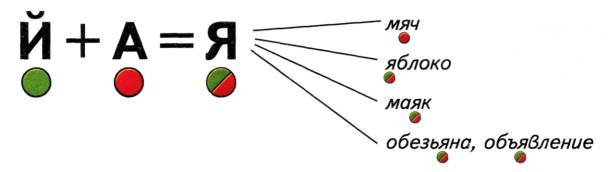 Й + А = Я
мяч
яблоко
маяк
обезьяна, объявление